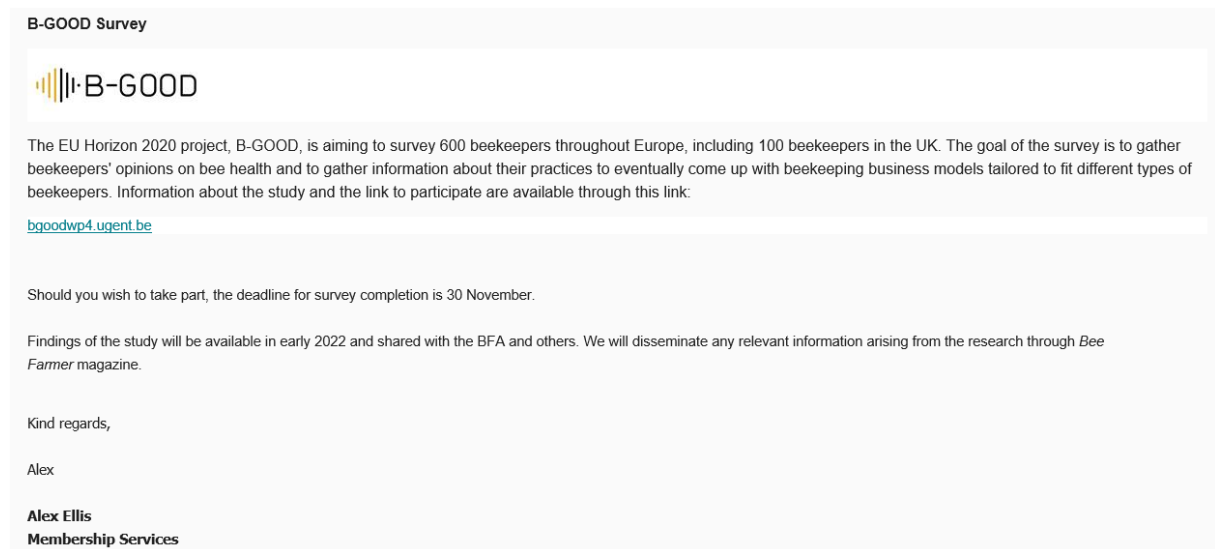 B-GOOD Survey
B-GOOD
The EU Horizon 2020 project, B-GOOD, is aiming to survey 600 beekeepers throughout Europe, including 100 beekeepers in the UK. The goal of the survey is to gather
beekeepers' opinions on bee health and to gather information about their practices to eventually come up with beekeeping business models tailored to fit different types of
beekeepers. Information about the study and the link to participate are available through this link:
bgoodwp4.ugent.be
Should you wish to take part, the deadline for survey completion is 30 November.
Findings of the study will be available in early 2022 and shared with the BFA and others. We will disseminate any relevant information arising from the research through Bee
Farmer magazine.
Kind regards,
Alex
Alex Ellis
Membership Services